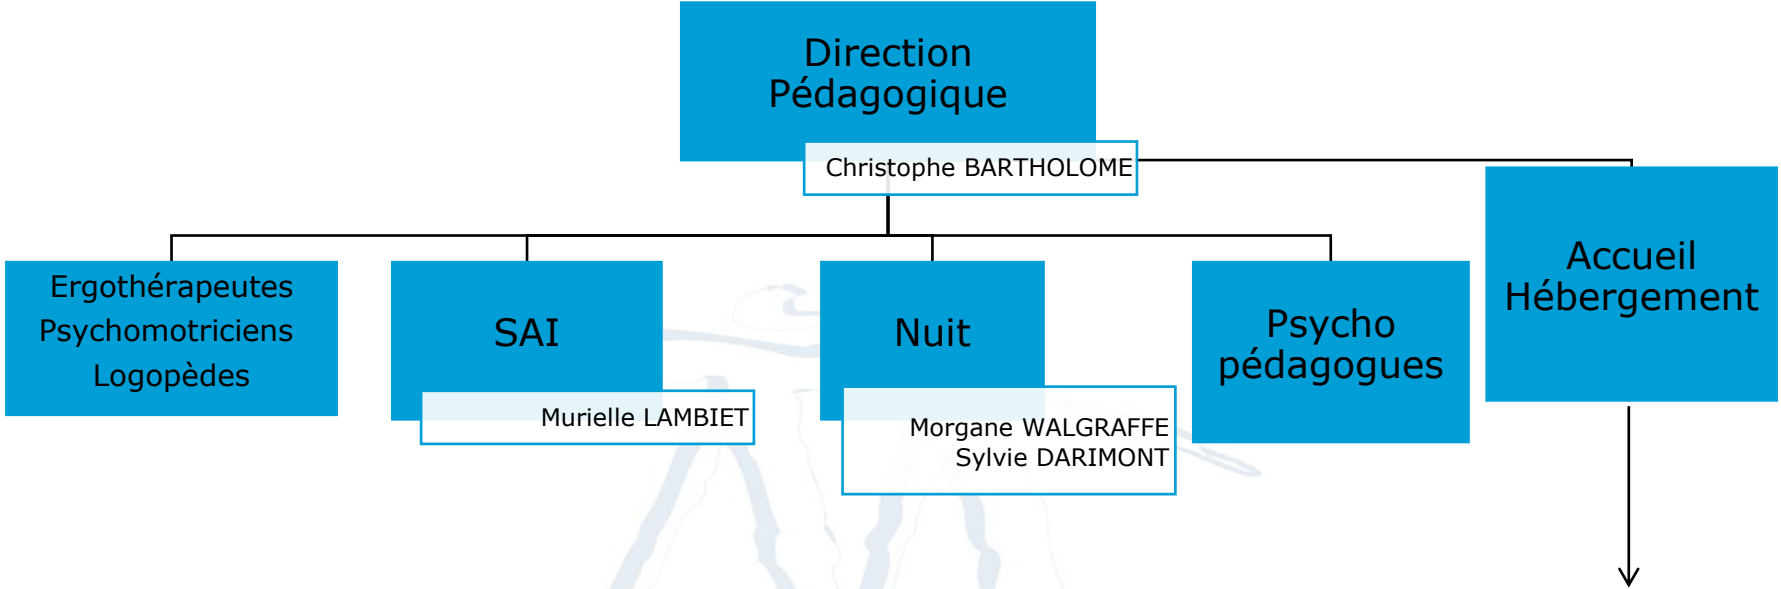 Direction
Pédagogique
Christophe BARTHOLOME
Ergothérapeutes
Psychomotriciens
Logopèdes
SAI
Murielle LAMBIET
Nuit
Morgane WALGRAFFE
Sylvie DARIMONT
Psycho
pédagogues
Accueil
Hébergement